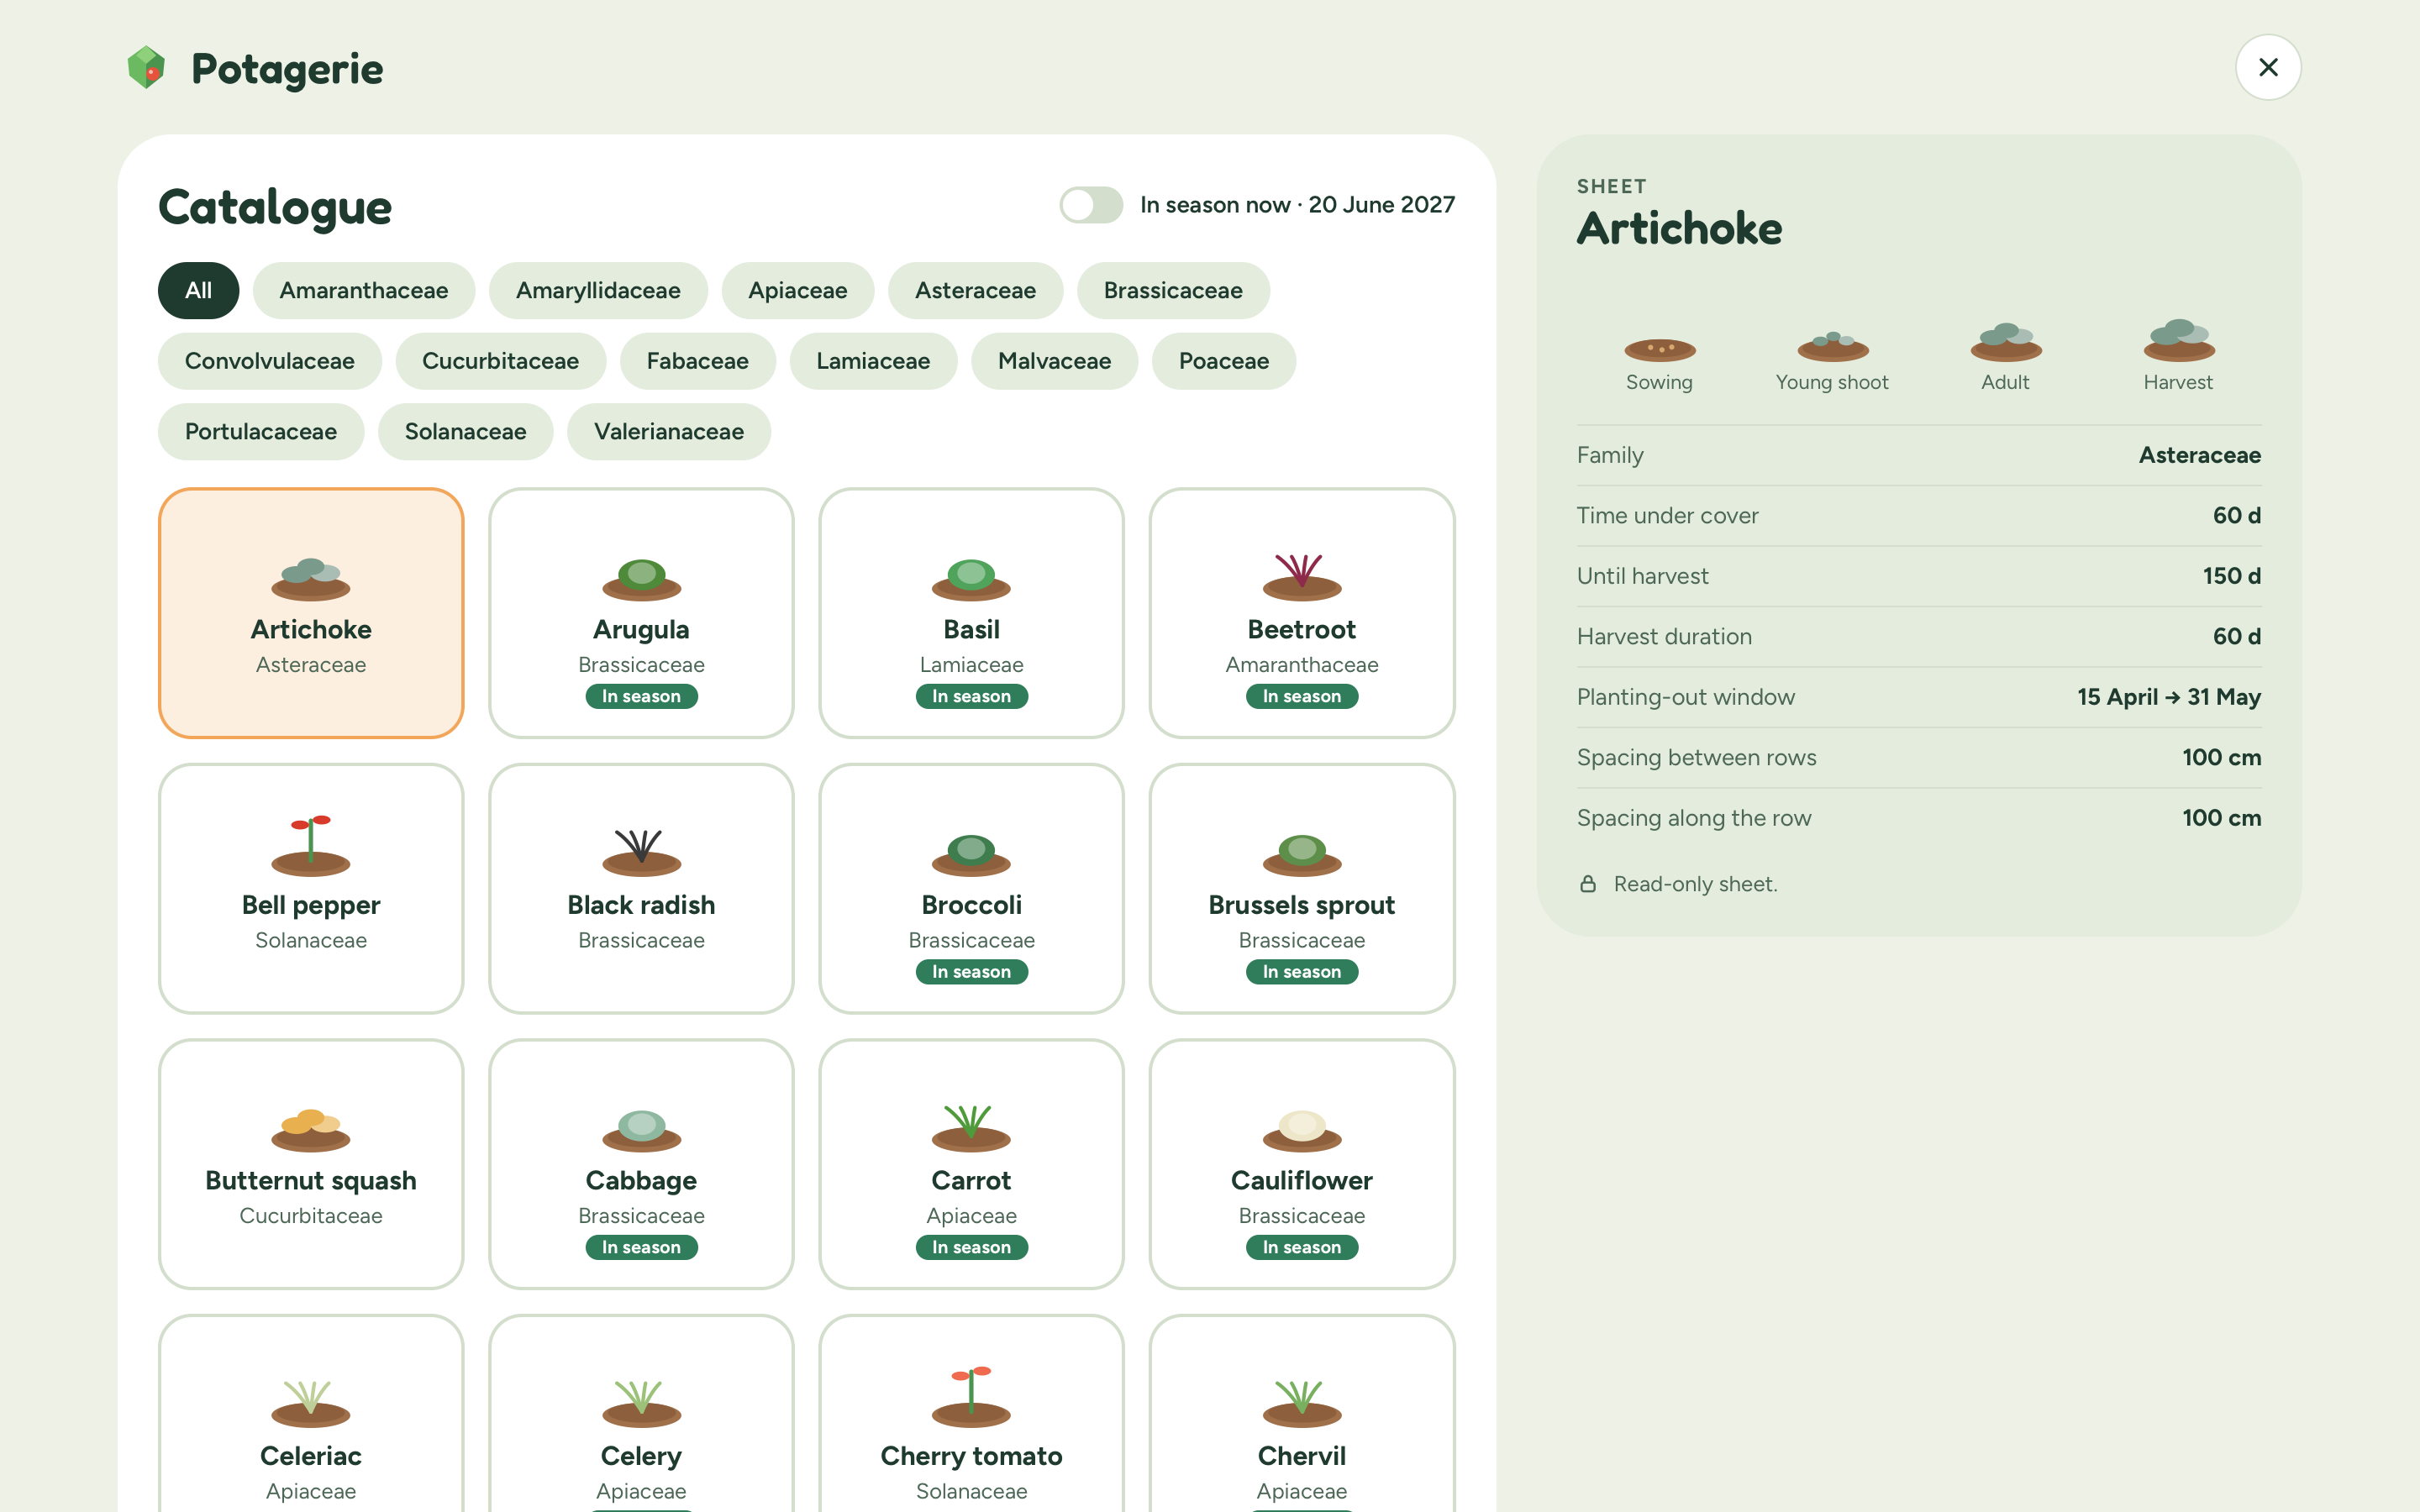 Potagerie
Catalogue
In season now · 20 June 2027
All
Amaranthaceae
Amaryllidaceae
Apiaceae
Asteraceae
Brassicaceae
Convolvulaceae
Cucurbitaceae
Fabaceae
Lamiaceae
Malvaceae
Poaceae
Portulacaceae
Solanaceae
Valerianaceae
Artichoke
Asteraceae
Arugula
Brassicaceae
In season
Basil
Lamiaceae
In season
Beetroot
Amaranthaceae
In season
Bell pepper
Solanaceae
Black radish
Brassicaceae
Broccoli
Brassicaceae
In season
Brussels sprout
Brassicaceae
In season
Butternut squash
Cucurbitaceae
Cabbage
Brassicaceae
In season
Carrot
Apiaceae
In season
Cauliflower
Brassicaceae
In season
Celeriac
Apiaceae
Celery
Apiaceae
Cherry tomato
Solanaceae
Chervil
Apiaceae
SHEET
Artichoke
Sowing
Young shoot
Adult
Harvest
Family Asteraceae
Time under cover 60 d
Until harvest 150 d
Harvest duration 60 d
Planting-out window 15 April → 31 May
Spacing between rows 100 cm
Spacing along the row 100 cm
Read-only sheet.